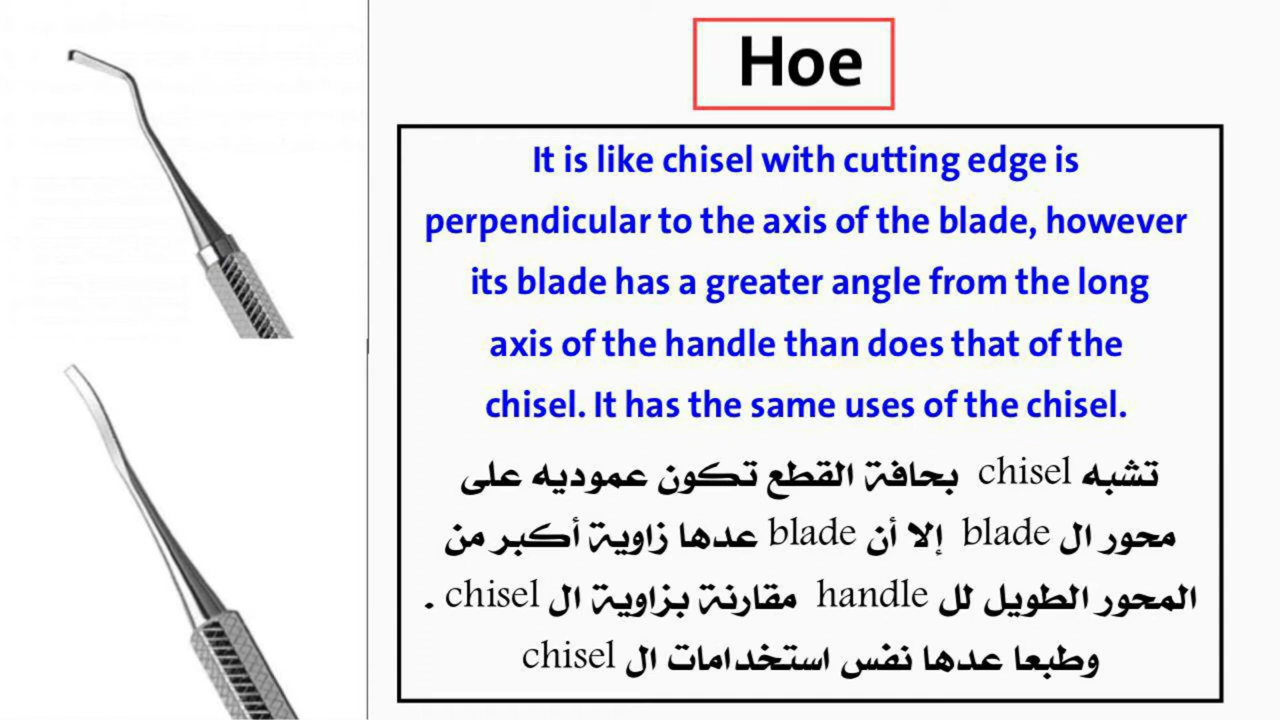 Hoe
It is like chisel with cutting edge is
perpendicular to the axis of the blade, however
its blade has a greater angle from the long
axis of the handle than does that of the
chisel. It has the same uses of the chisel.
تشبه chisel بحافة القطع تكون عموديه على
محور ال blade إلا أن blade عدها زاوية أكبر من
المحور الطويل لل handle مقارنة بزاوية ال chisel .
وطبعا عدها نفس استخدامات ال chisel